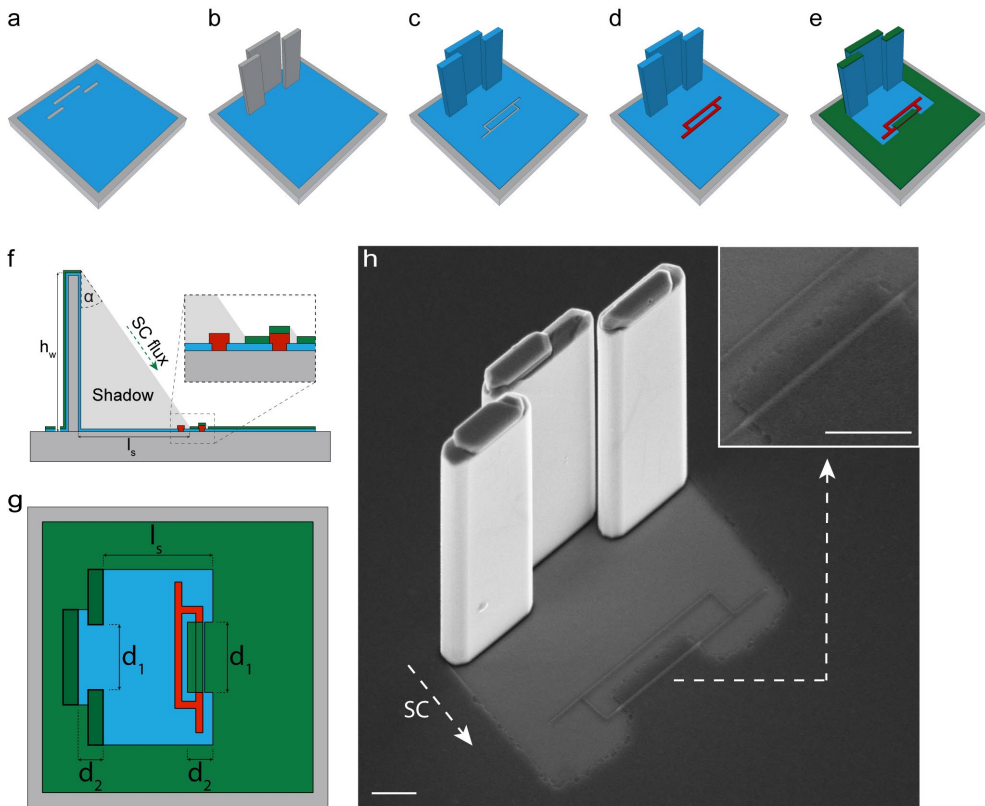 a
b
c
d
e
f
α
h_w
SC flux
Shadow
l_s
g
l_s
d_1
d_1
d_2
d_2
h
SC